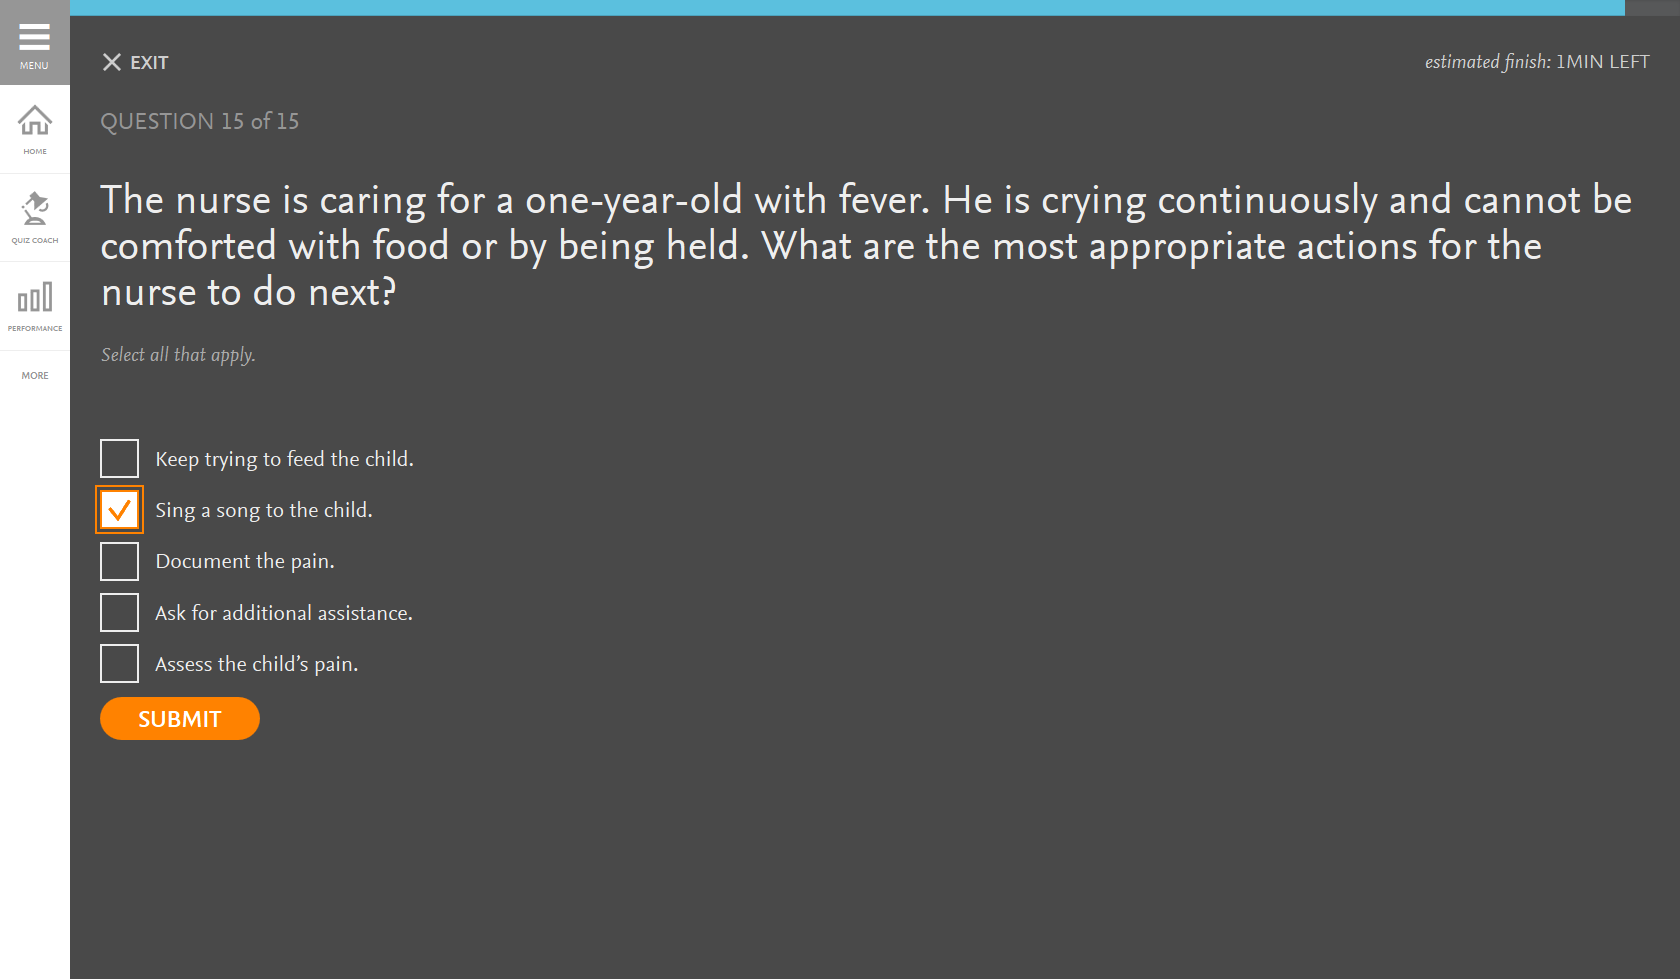 MENU
HOME
QUIZ COACH
PERFORMANCE
MORE
EXIT
estimated finish: 1MIN LEFT
QUESTION 15 of 15
The nurse is caring for a one-year-old with fever. He is crying continuously and cannot be
comforted with food or by being held. What are the most appropriate actions for the
nurse to do next?
Select all that apply.
Keep trying to feed the child.
Sing a song to the child.
Document the pain.
Ask for additional assistance.
Assess the child’s pain.
SUBMIT